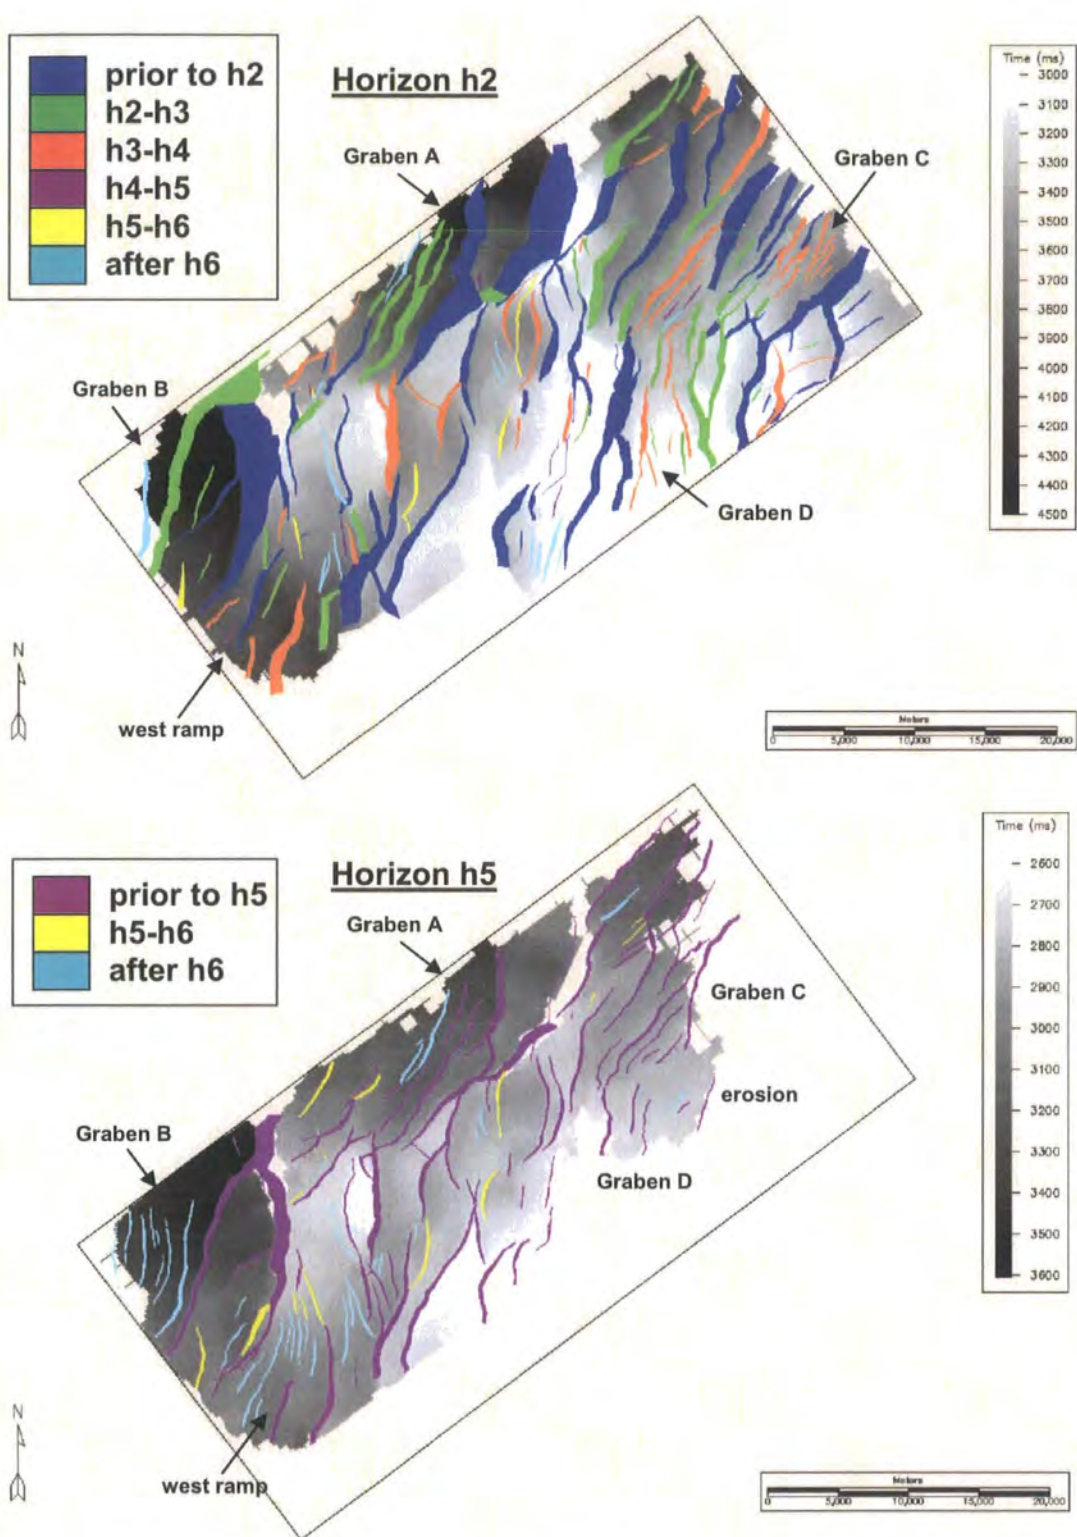 Horizon h2
prior to h2
h2-h3
h3-h4
h4-h5
h5-h6
after h6
Graben A
Graben B
Graben C
Graben D
west ramp
N
Time (ms)
3000
3100
3200
3300
3400
3500
3600
3700
3800
3900
4000
4100
4200
4300
4400
4500
Meters
0 5,000 10,000 15,000 20,000
Horizon h5
prior to h5
h5-h6
after h6
Graben A
Graben B
Graben C
erosion
Graben D
west ramp
N
Time (ms)
2600
2700
2800
2900
3000
3100
3200
3300
3400
3500
3600
Meters
0 5,000 10,000 15,000 20,000